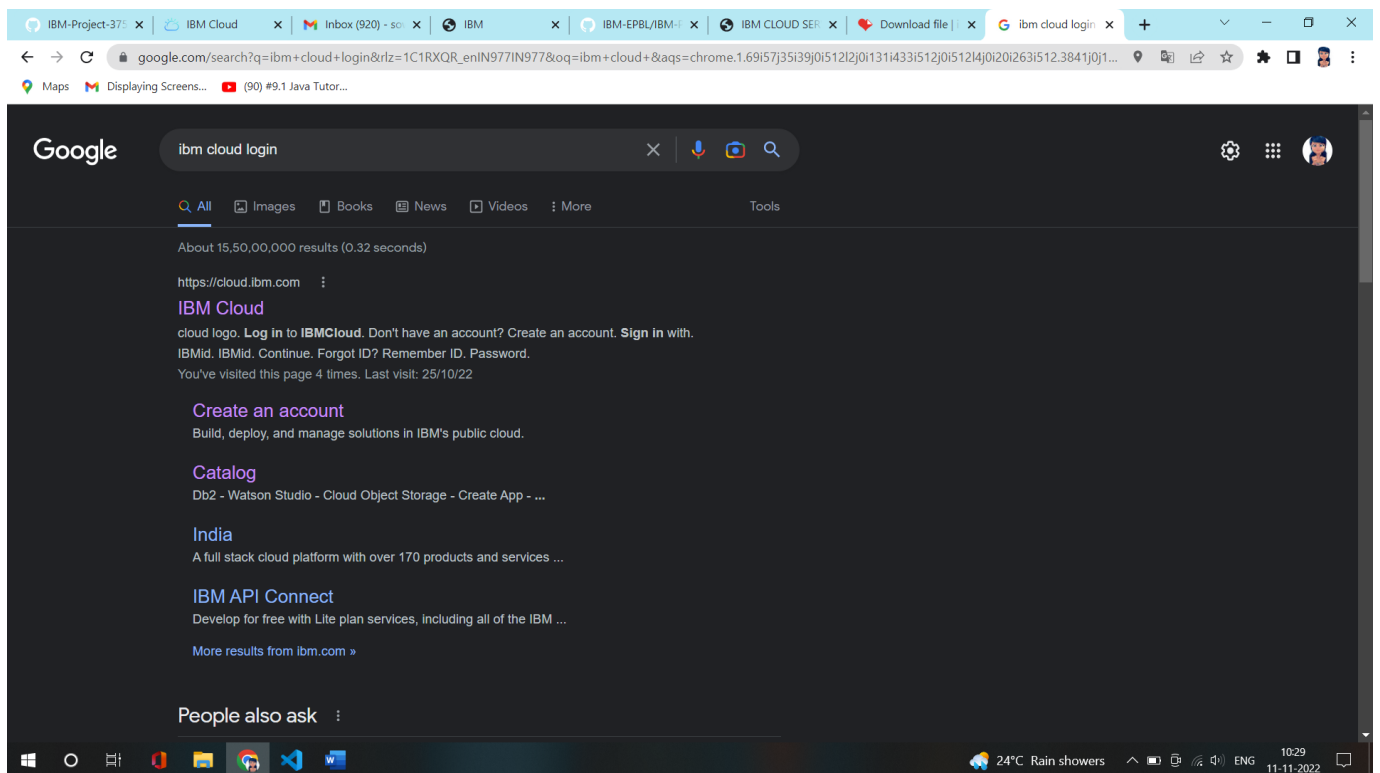 IBM-Project-375
IBM Cloud
M Inbox (920) - so
IBM
IBM-EPBL/IBM-P
IBM CLOUD SER
Download file | i
G ibm cloud login
google.com/search?q=ibm+cloud+login&rlz=1C1RXQR_enIN977IN977&oq=ibm+cloud+&aqs=chrome.1.69i57j35i39j0i512l2j0i131i433i512j0i512l4j0i20i263i512.3841j0j1...
Maps
M Displaying Screens...
(90) #9.1 Java Tutor...
Google
ibm cloud login
All
Images
Books
News
Videos
More
Tools
About 15,50,00,000 results (0.32 seconds)
https://cloud.ibm.com
IBM Cloud
cloud logo. Log in to IBMCloud. Don't have an account? Create an account. Sign in with.
IBMid. IBMid. Continue. Forgot ID? Remember ID. Password.
You've visited this page 4 times. Last visit: 25/10/22
Create an account
Build, deploy, and manage solutions in IBM's public cloud.
Catalog
Db2 - Watson Studio - Cloud Object Storage - Create App - ...
India
A full stack cloud platform with over 170 products and services ...
IBM API Connect
Develop for free with Lite plan services, including all of the IBM ...
More results from ibm.com »
People also ask
24°C Rain showers
ENG
10:29
11-11-2022